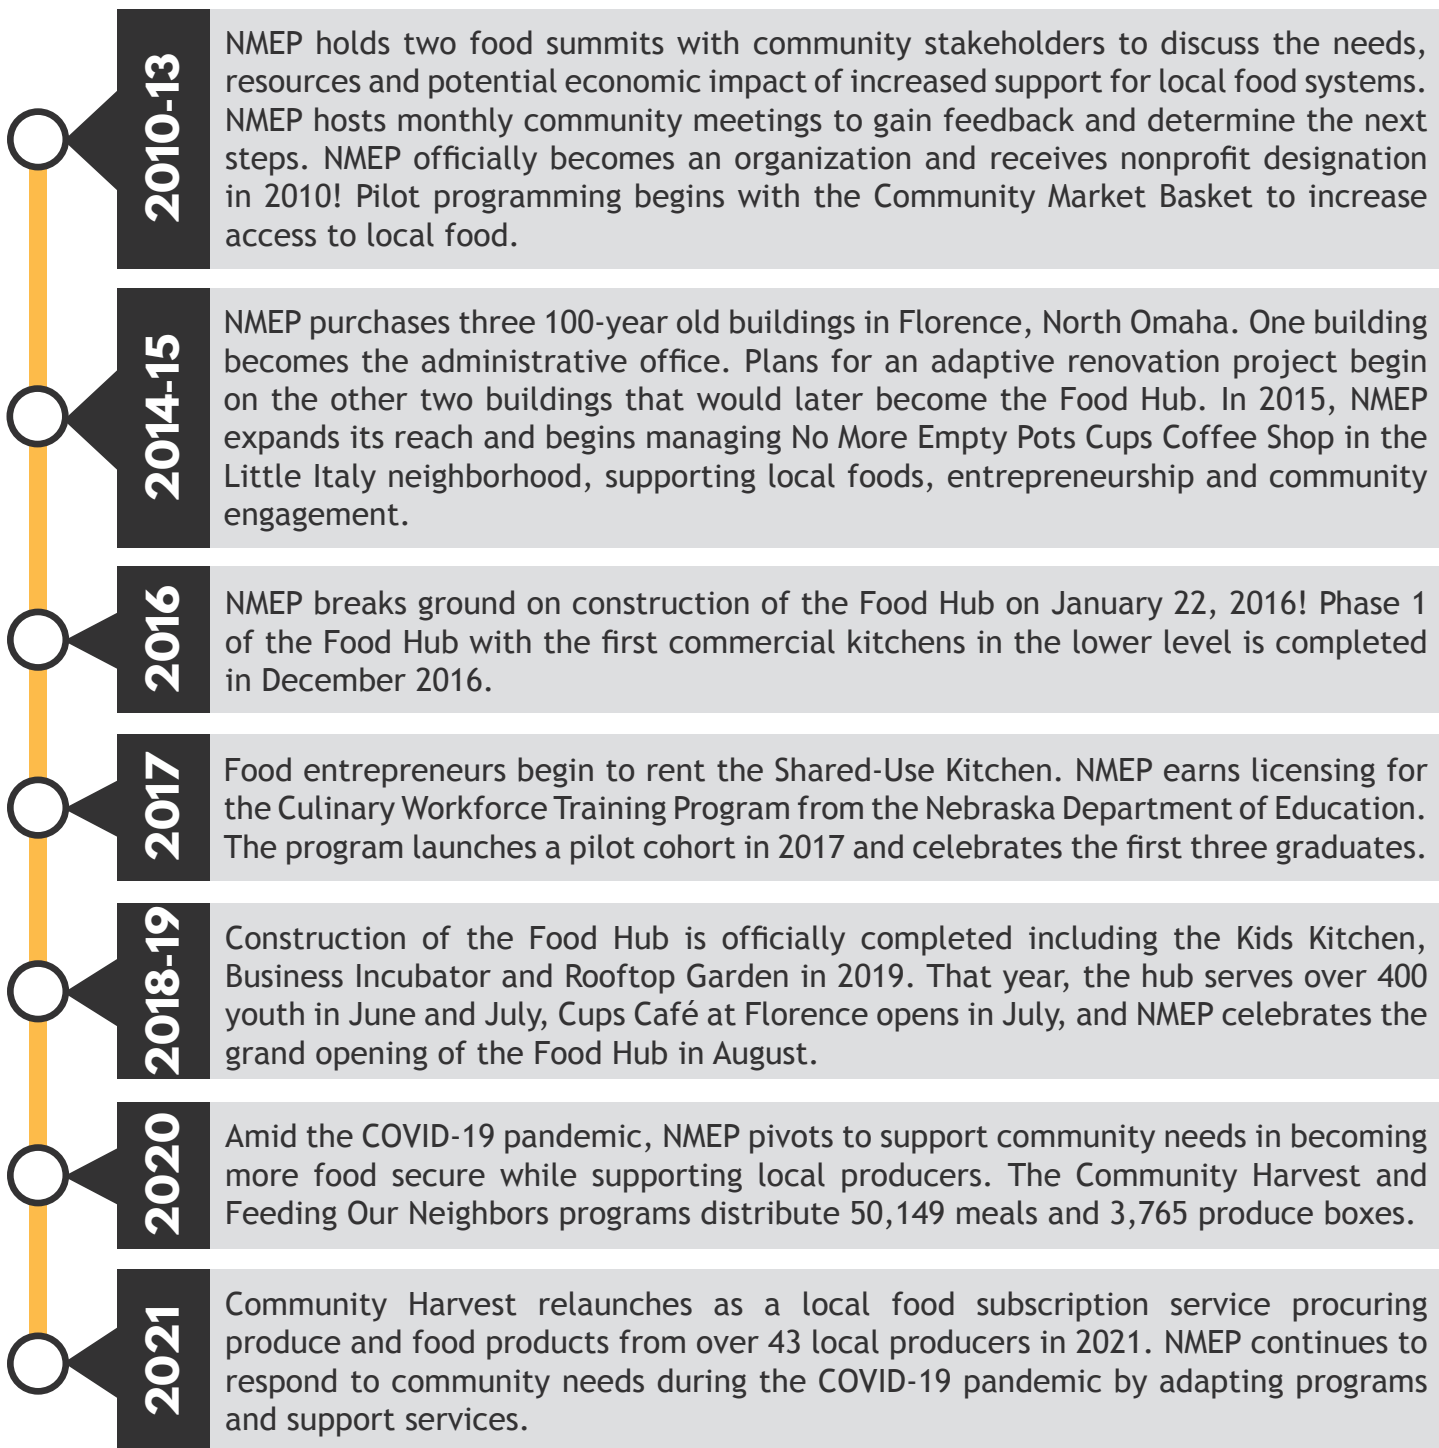 2010-13
NMEP holds two food summits with community stakeholders to discuss the needs,
resources and potential economic impact of increased support for local food systems.
NMEP hosts monthly community meetings to gain feedback and determine the next
steps. NMEP officially becomes an organization and receives nonprofit designation
in 2010! Pilot programming begins with the Community Market Basket to increase
access to local food.
2014-15
NMEP purchases three 100-year old buildings in Florence, North Omaha. One building
becomes the administrative office. Plans for an adaptive renovation project begin
on the other two buildings that would later become the Food Hub. In 2015, NMEP
expands its reach and begins managing No More Empty Pots Cups Coffee Shop in the
Little Italy neighborhood, supporting local foods, entrepreneurship and community
engagement.
2016
NMEP breaks ground on construction of the Food Hub on January 22, 2016! Phase 1
of the Food Hub with the first commercial kitchens in the lower level is completed
in December 2016.
2017
Food entrepreneurs begin to rent the Shared-Use Kitchen. NMEP earns licensing for
the Culinary Workforce Training Program from the Nebraska Department of Education.
The program launches a pilot cohort in 2017 and celebrates the first three graduates.
2018-19
Construction of the Food Hub is officially completed including the Kids Kitchen,
Business Incubator and Rooftop Garden in 2019. That year, the hub serves over 400
youth in June and July, Cups Café at Florence opens in July, and NMEP celebrates the
grand opening of the Food Hub in August.
2020
Amid the COVID-19 pandemic, NMEP pivots to support community needs in becoming
more food secure while supporting local producers. The Community Harvest and
Feeding Our Neighbors programs distribute 50,149 meals and 3,765 produce boxes.
2021
Community Harvest relaunches as a local food subscription service procuring
produce and food products from over 43 local producers in 2021. NMEP continues to
respond to community needs during the COVID-19 pandemic by adapting programs
and support services.